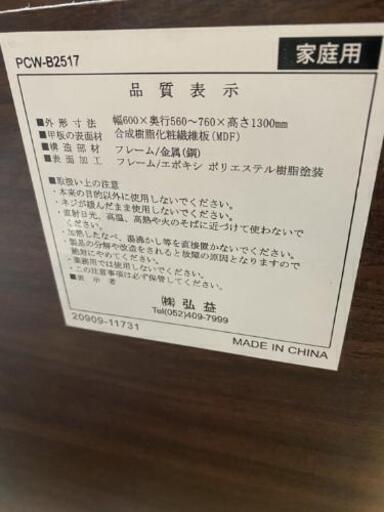 PCW-B2517
家庭用
品質表示
■外形寸法 幅600×奥行560～760×高さ1300mm
■甲板の表面材 合成樹脂化粧繊維板(MDF)
■構造部材 フレーム/金属(鋼)
■表面加工 フレーム/エポキシ ポリエステル樹脂塗装
■取扱い上の注意
・本来の目的以外に使用しないでください。
・ネジが緩んだまま使用しないでください。
・直射日光、高温、高熱や火のそばに近づけて使わないで
ください。
・加熱したなべ、湯沸かし等を直接置かないでください。
・製品の分解や改造をされると故障の原因となりますので
絶対にやめてください。
・業務用では使用しないでください。
・この注意事項は必ず保管してください。
■表示者
㈱弘益
Tel(052)409-7999
20909-11731
MADE IN CHINA